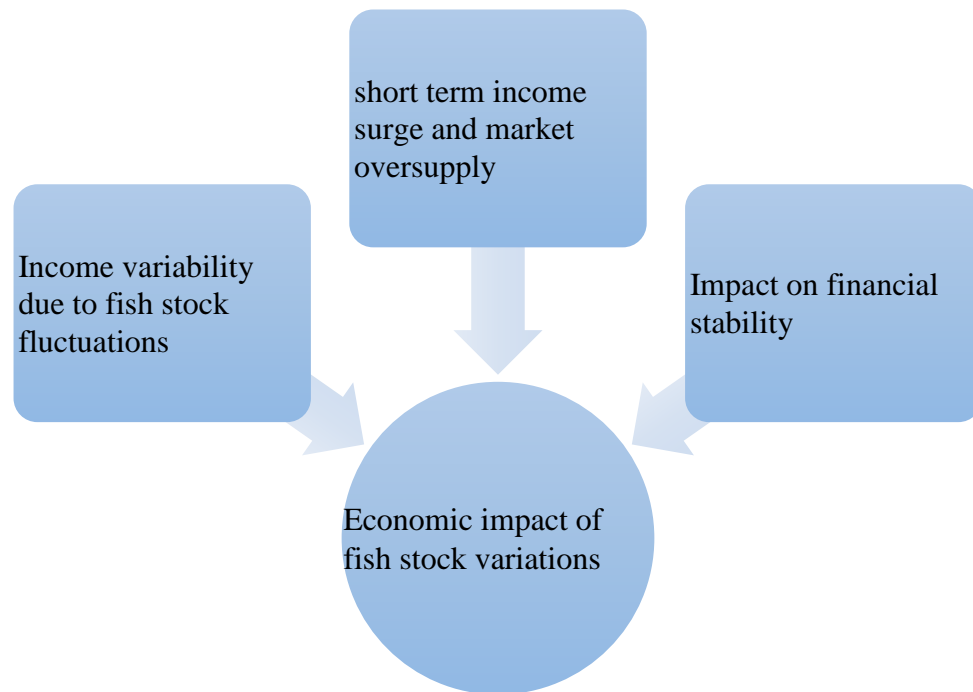 short term income
surge and market
oversupply
Income variability
due to fish stock
fluctuations
Impact on financial
stability
Economic impact of
fish stock variations